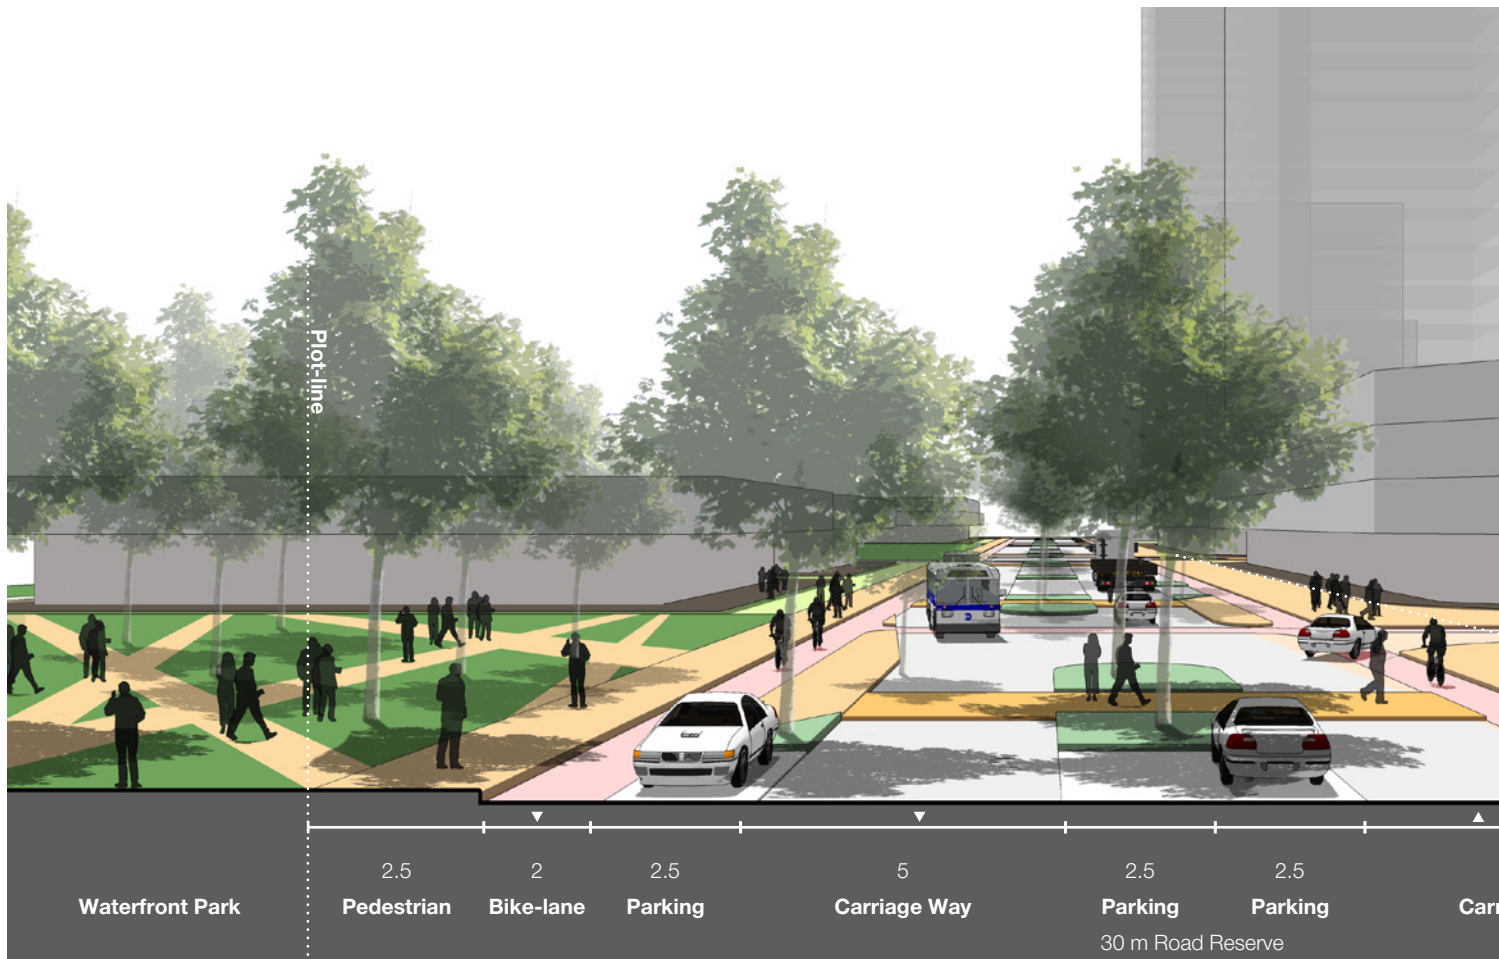 Plot-line
2.5
2
2.5
5
2.5
2.5
Waterfront Park
Pedestrian
Bike-lane
Parking
Carriage Way
Parking
Parking
Carr
30 m Road Reserve